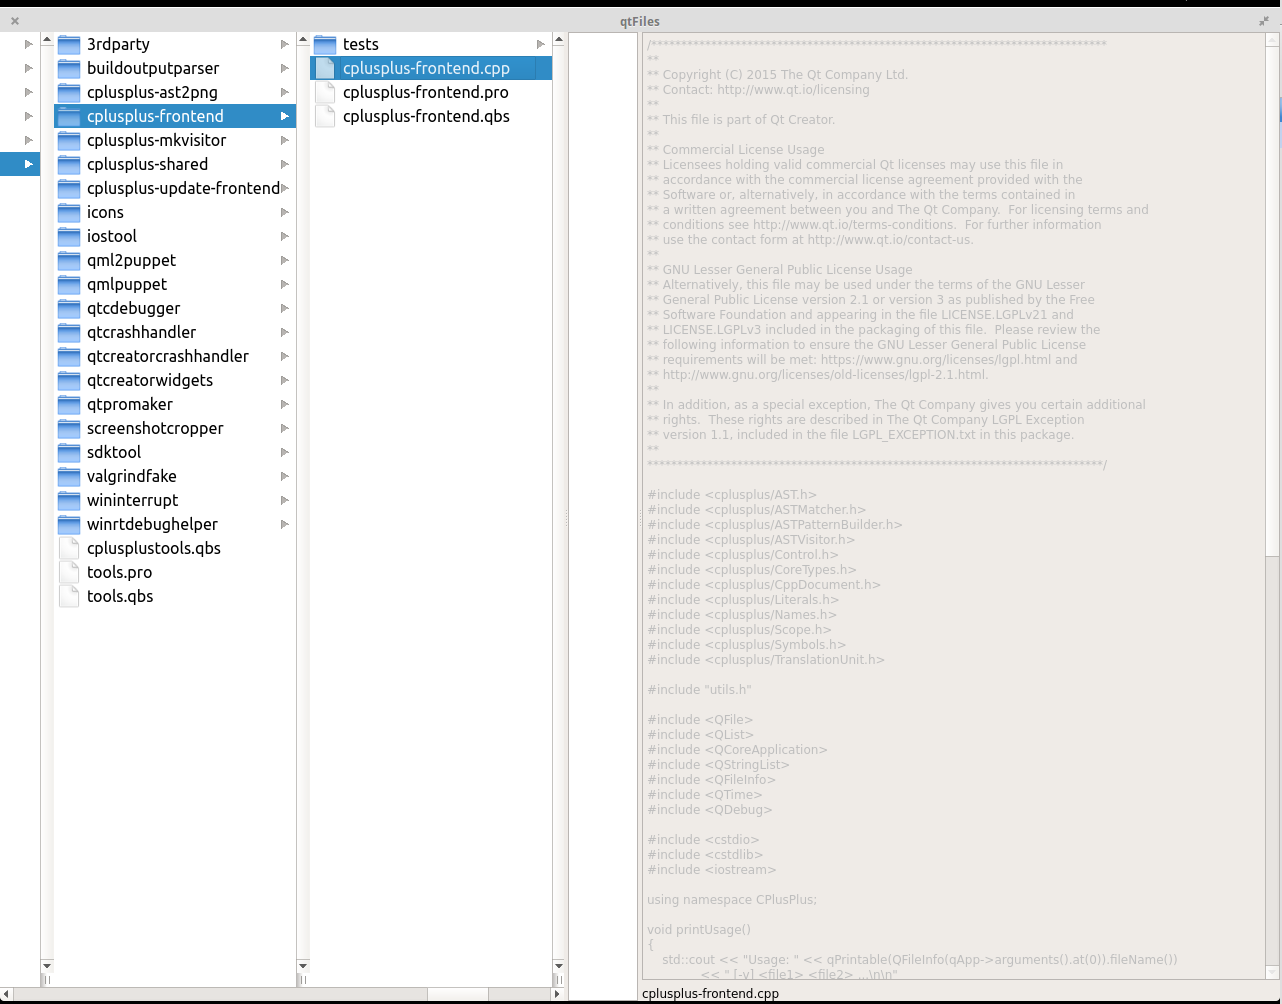 qtFiles
3rdparty
buildoutputparser
cplusplus-ast2png
cplusplus-frontend
cplusplus-mkvisitor
cplusplus-shared
cplusplus-update-frontend
icons
iostool
qml2puppet
qmlpuppet
qtcdebugger
qtcrashhandler
qtcreatorcrashhandler
qtcreatorwidgets
qtpromaker
screenshotcropper
sdktool
valgrindfake
wininterrupt
winrtdebughelper
cplusplustools.qbs
tools.pro
tools.qbs
tests
cplusplus-frontend.cpp
cplusplus-frontend.pro
cplusplus-frontend.qbs
/****************************************************************************
**
** Copyright (C) 2015 The Qt Company Ltd.
** Contact: http://www.qt.io/licensing
**
** This file is part of Qt Creator.
**
** Commercial License Usage
** Licensees holding valid commercial Qt licenses may use this file in
** accordance with the commercial license agreement provided with the
** Software or, alternatively, in accordance with the terms contained in
** a written agreement between you and The Qt Company.  For licensing terms and
** conditions see http://www.qt.io/terms-conditions.  For further information
** use the contact form at http://www.qt.io/contact-us.
**
** GNU Lesser General Public License Usage
** Alternatively, this file may be used under the terms of the GNU Lesser
** General Public License version 2.1 or version 3 as published by the Free
** Software Foundation and appearing in the file LICENSE.LGPLv21 and
** LICENSE.LGPLv3 included in the packaging of this file.  Please review the
** following information to ensure the GNU Lesser General Public License
** requirements will be met: https://www.gnu.org/licenses/lgpl.html and
** http://www.gnu.org/licenses/old-licenses/lgpl-2.1.html.
**
** In addition, as a special exception, The Qt Company gives you certain additional
** rights.  These rights are described in The Qt Company LGPL Exception
** version 1.1, included in the file LGPL_EXCEPTION.txt in this package.
**
****************************************************************************/
#include <cplusplus/AST.h>
#include <cplusplus/ASTMatcher.h>
#include <cplusplus/ASTPatternBuilder.h>
#include <cplusplus/ASTVisitor.h>
#include <cplusplus/Control.h>
#include <cplusplus/CoreTypes.h>
#include <cplusplus/CppDocument.h>
#include <cplusplus/Literals.h>
#include <cplusplus/Names.h>
#include <cplusplus/Scope.h>
#include <cplusplus/Symbols.h>
#include <cplusplus/TranslationUnit.h>
#include "utils.h"
#include <QFile>
#include <QList>
#include <QCoreApplication>
#include <QStringList>
#include <QFileInfo>
#include <QTime>
#include <QDebug>
#include <cstdio>
#include <cstdlib>
#include <iostream>
using namespace CPlusPlus;
void printUsage()
{
std::cout << "Usage: " << qPrintable(QFileInfo(qApp->arguments().at(0)).fileName())
<< " [-v] <file1> <file2> ...\n\n"
cplusplus-frontend.cpp